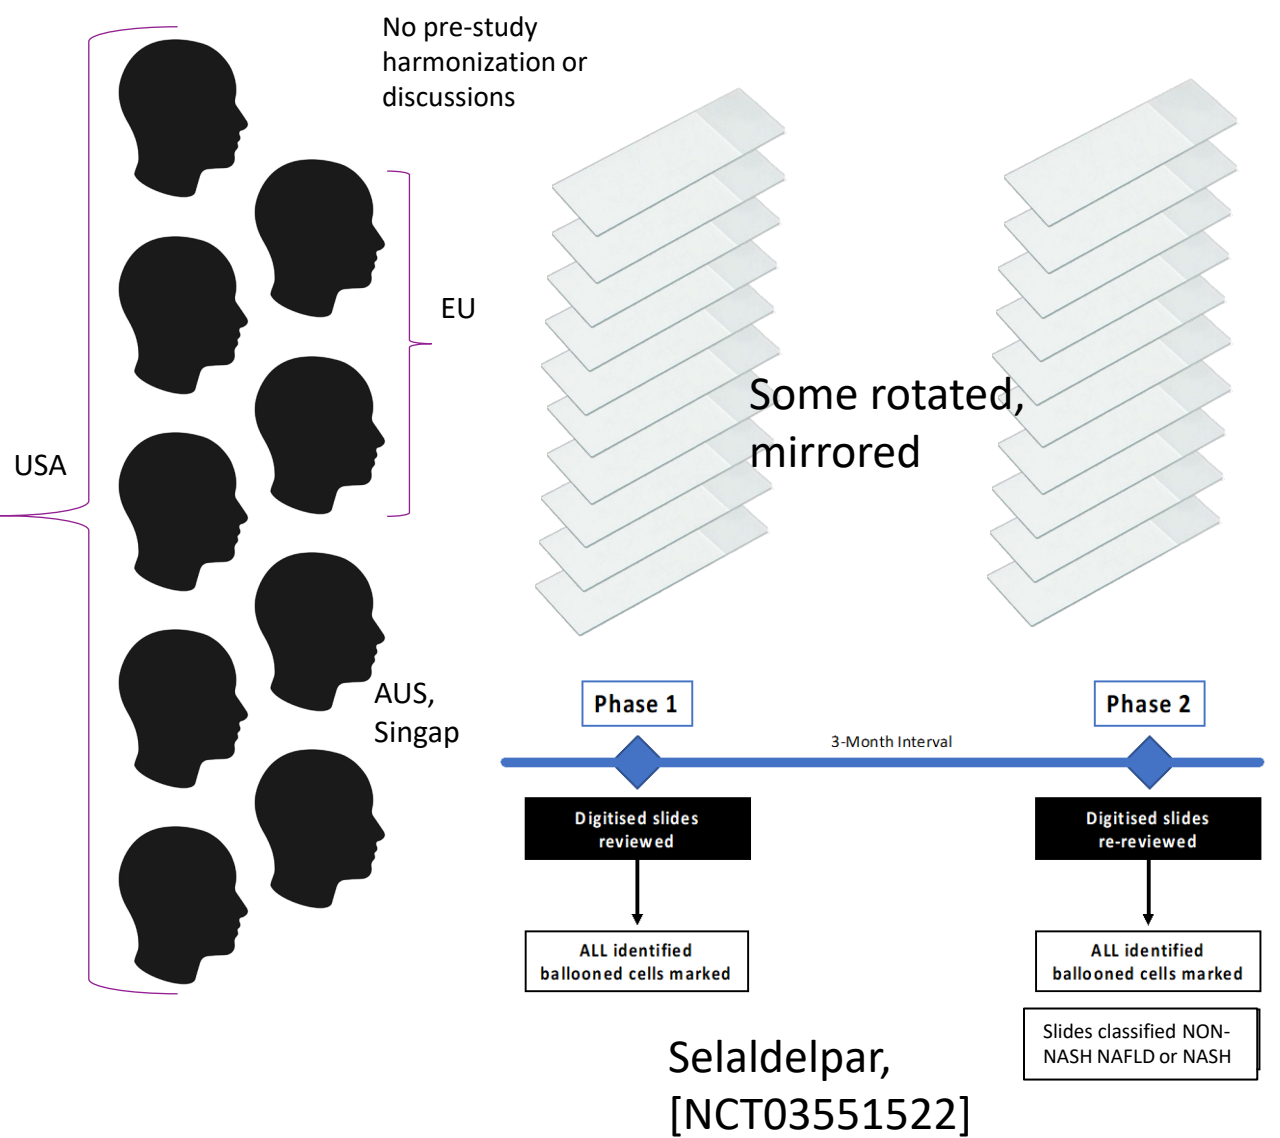 No pre-study
harmonization or
discussions
EU
USA
AUS,
Singap
Some rotated,
mirrored
Phase 1
Phase 2
3-Month Interval
Digitised slides
reviewed
Digitised slides
re-reviewed
ALL identified
ballooned cells marked
ALL identified
ballooned cells marked
Slides classified NON-
NASH NAFLD or NASH
Selaldelpar,
[NCT03551522]